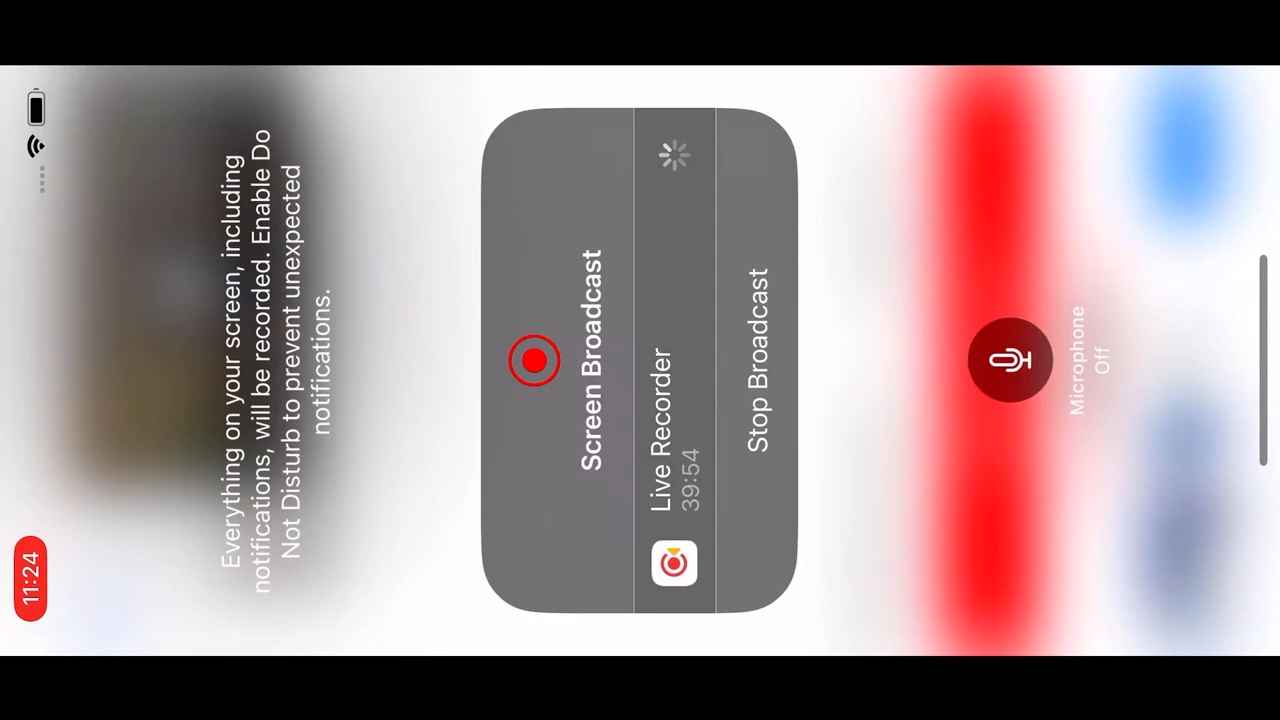 11:24
Everything on your screen, including
notifications, will be recorded. Enable Do
Not Disturb to prevent unexpected
notifications.
Screen Broadcast
Live Recorder
39:54
Stop Broadcast
Microphone
Off